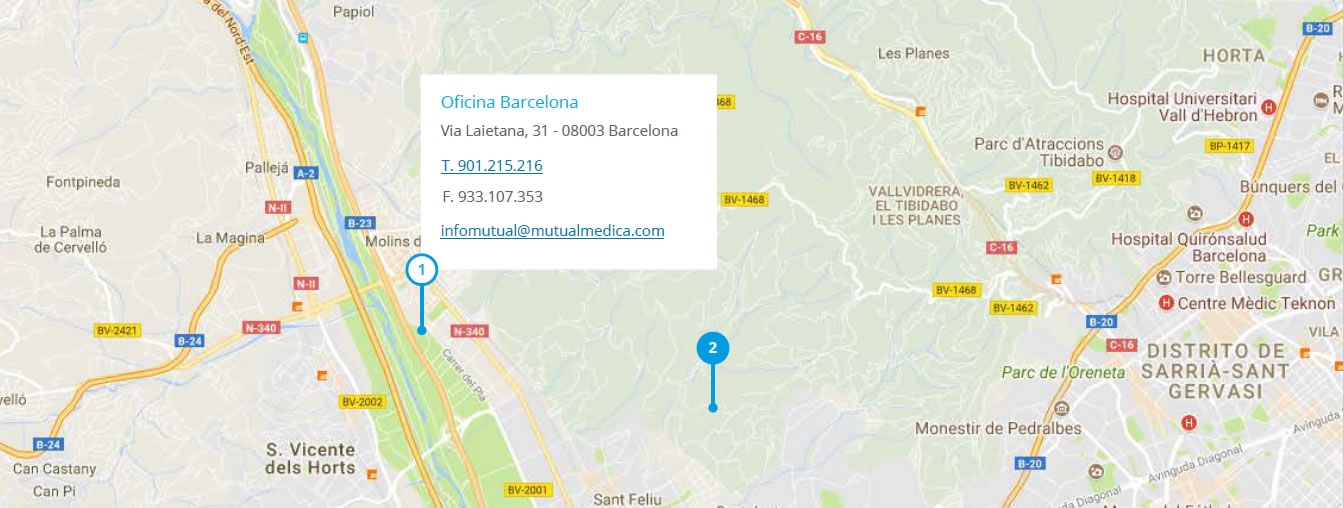 del Nord-Est
Papiol
C-16
Les Planes
B-20
HORTA
Hospital Universitari
Vall d'Hebron
Oficina Barcelona
Via Laietana, 31 - 08003 Barcelona
T. 901.215.216
F. 933.107.353
infomutual@mutualmedica.com
468
BP-1417
Parc d'Atraccions
Tibidabo
BV-1462
BV-1418
Pallejá
A-2
Fontpineda
N-II
B-23
BV-1468
VALLVIDRERA,
EL TIBIDABO
I LES PLANES
Búnquers del
EL
La Palma
de Cervelló
La Magina
Molins d
C-16
Hospital Quirónsalud
Barcelona
Park
Torre Bellesguard
GR
1
N-II
BV-1468
BV-1462
Centre Mèdic Teknon
BV-2421
B-24
N-340
N-340
B-20
VILA
2
C-16
DISTRITO DE
SARRIÀ-SANT
GERVASI
Carrer del Pla
Parc de l'Oreneta
BV-2002
Monestir de Pedralbes
Avinguda
B-24
S. Vicente
dels Horts
B-20
Avinguda Diagonal
Can Castany
Can Pi
BV-2001
Sant Feliu
Diagonal